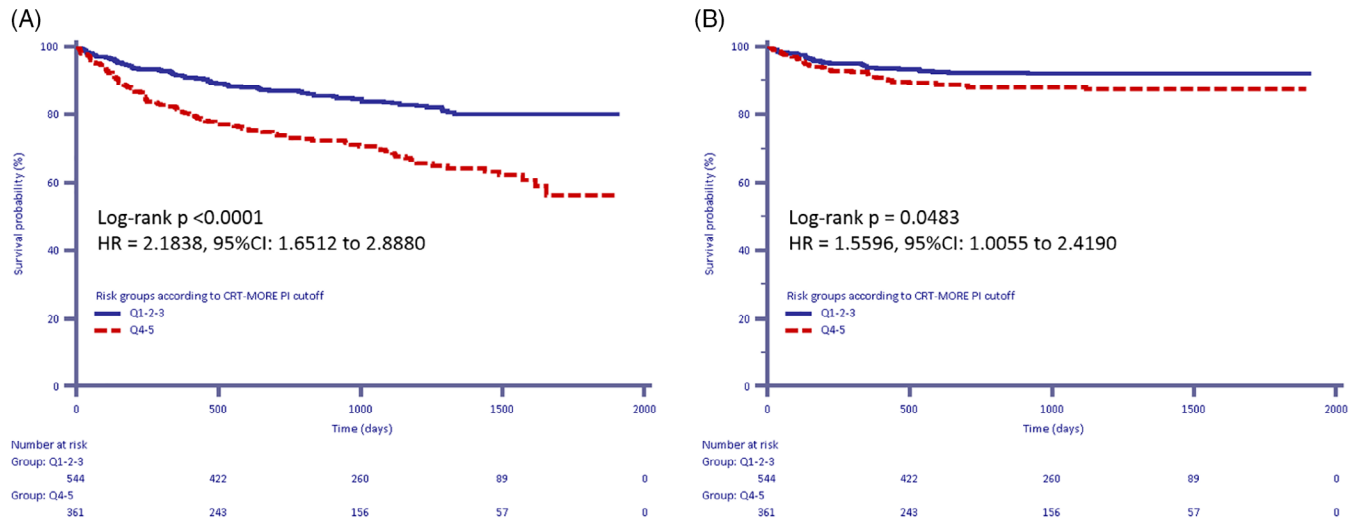 (A)
100
80
60
40
20
0
Survival probability (%)
Log-rank p <0.0001
HR = 2.1838, 95%CI: 1.6512 to 2.8880
Risk groups according to CRT-MORE PI cutoff
Q1-2-3
Q4-5
0 500 1000 1500 2000
Time (days)
Number at risk
Group: Q1-2-3
544 422 260 89 0
Group: Q4-5
361 243 156 57 0
(B)
100
80
60
40
20
0
Survival probability (%)
Log-rank p = 0.0483
HR = 1.5596, 95%CI: 1.0055 to 2.4190
Risk groups according to CRT-MORE PI cutoff
Q1-2-3
Q4-5
0 500 1000 1500 2000
Time (days)
Number at risk
Group: Q1-2-3
544 422 260 89 0
Group: Q4-5
361 243 156 57 0